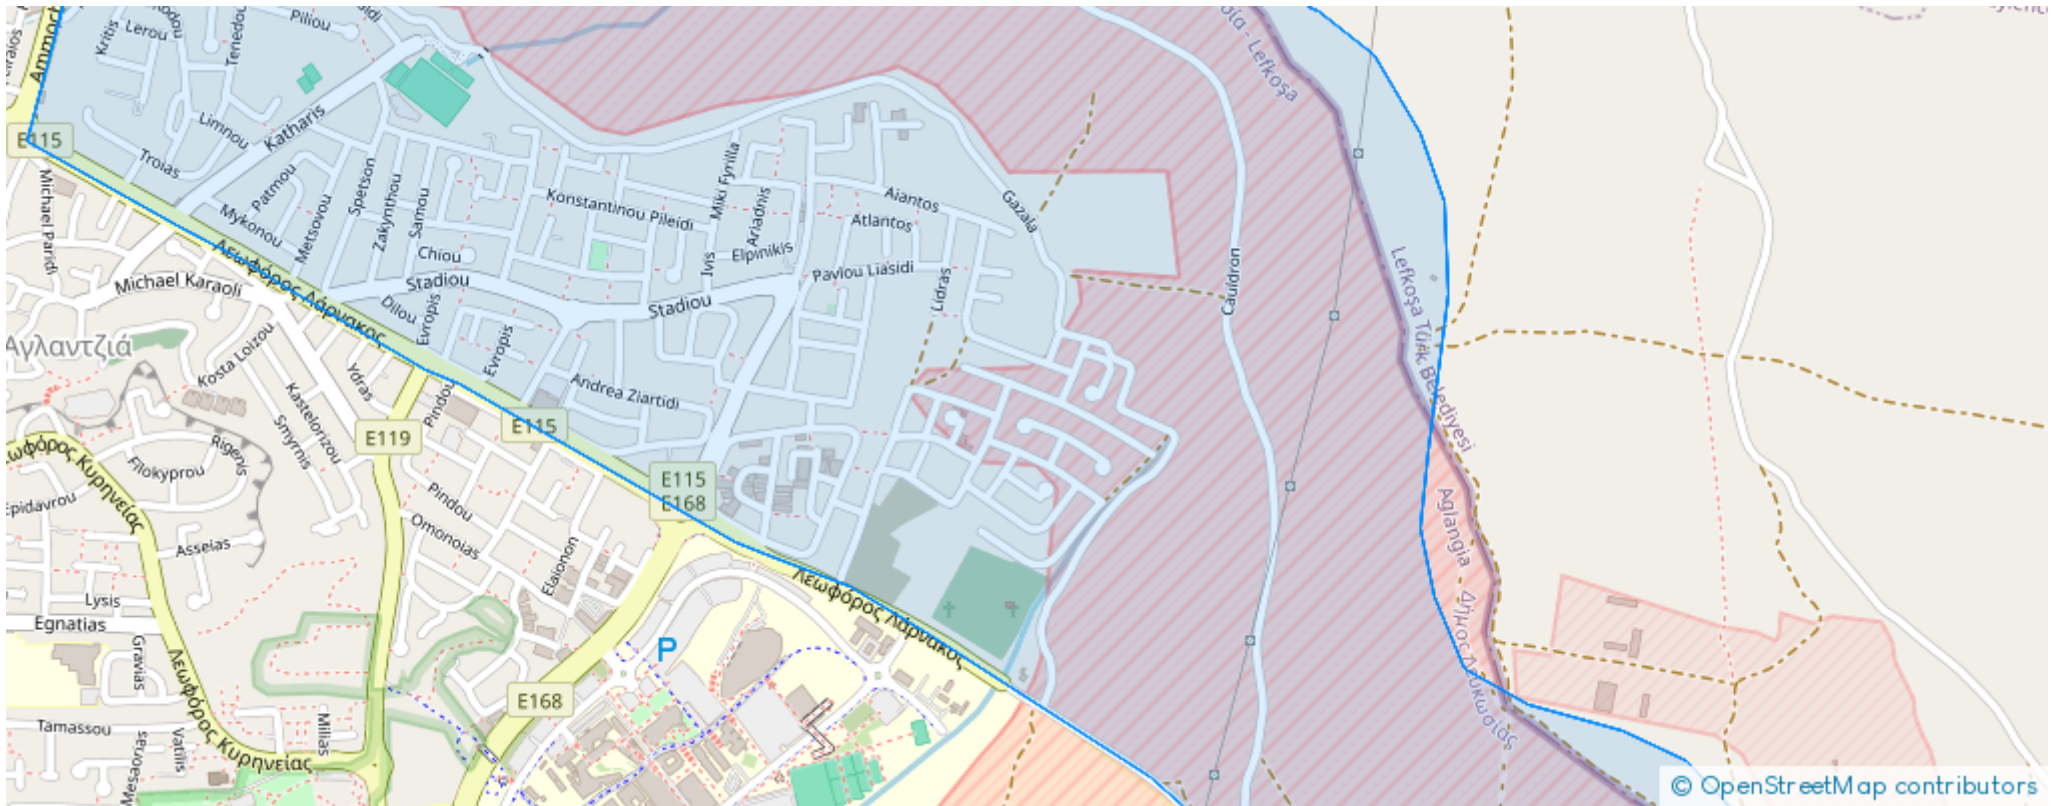 Piliou
Lerou
Kritis
Tenedou
Ammoch
E115
Limnou
Katharis
Troias
Patmou
Mykonou
Metsovou
Spetson
Zakynthou
Samou
Chiou
Michael Paridi
Michael Karaoli
Λεωφόρος Λάρνακος
Stadiou
Dilou
Evropis
Evropis
Konstantinou Pileidi
Miki Fyrilla
Ariadnis
Ivis
Elpinikis
Aiantos
Atlantos
Pavlou Liasidi
Stadiou
Lidras
Gazala
Cauldron
οία - Lefkoşa
Lefkoşa Türk Belediyesi
Aglangia
Δήμος Λευκωσίας
Αγλαντζιά
Kosta Loizou
Ydras
Kastelorizou
Smyrnis
Rigenis
Filokyprou
Epidavrou
ωφόρος Κυρηνείας
Asseias
Lysis
Egnatias
Gravias
Λεωφόρος Κυρηνείας
Tamassou
Vatilis
Milias
E119
Pindou
Pindou
Omonoias
Elaionon
Andrea Ziartidi
E115
E115
E168
E168
P
Λεωφόρος Λάρνακος
© OpenStreetMap contributors